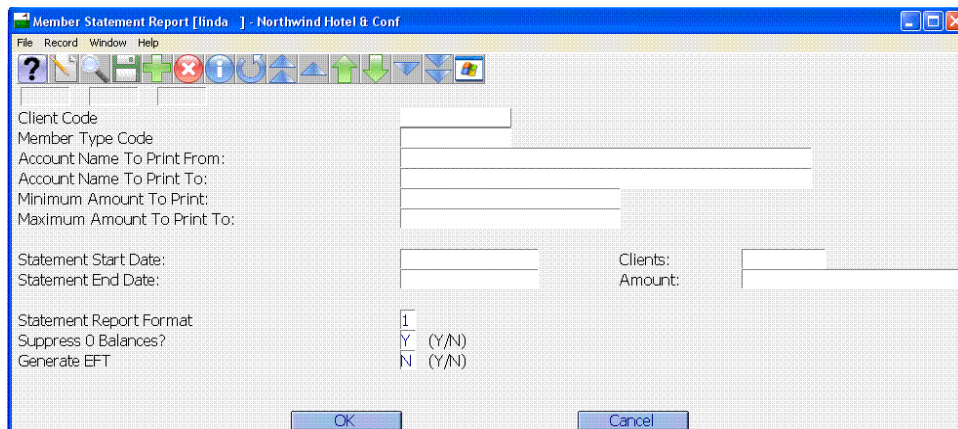 Member Statement Report [linda ] - Northwind Hotel & Conf
File Record Window Help
?
Client Code
Member Type Code
Account Name To Print From:
Account Name To Print To:
Minimum Amount To Print:
Maximum Amount To Print To:
Statement Start Date: Clients:
Statement End Date: Amount:
Statement Report Format 1
Suppress 0 Balances? Y (Y/N)
Generate EFT N (Y/N)
OK Cancel